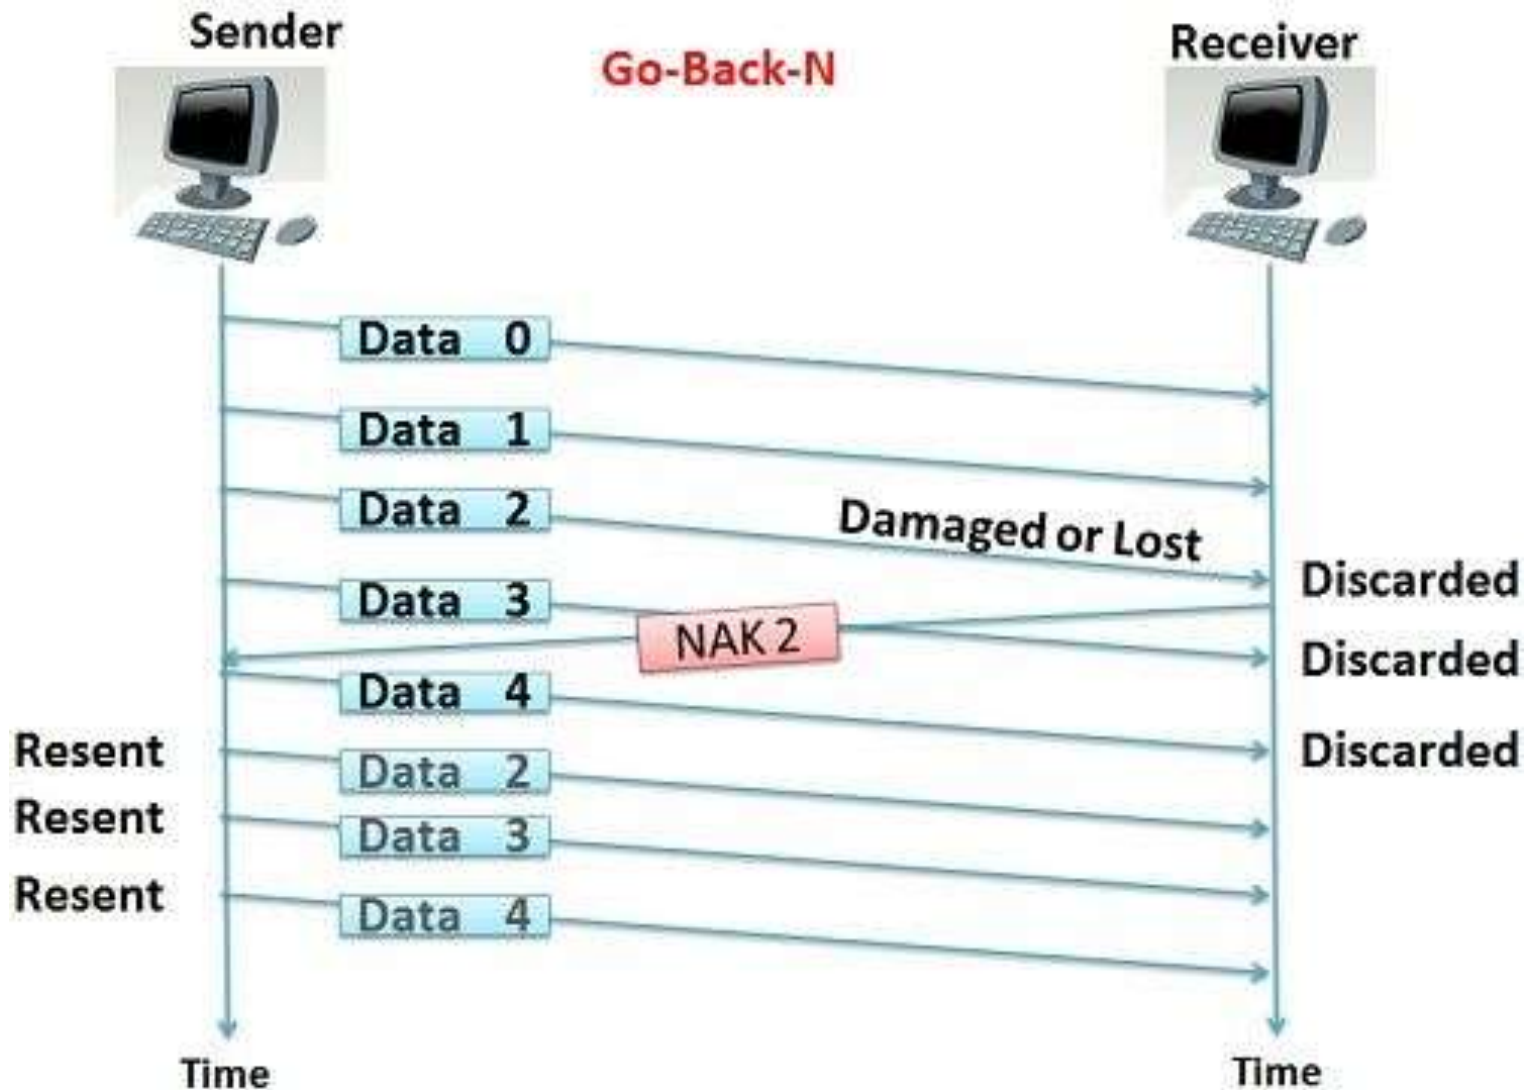 Sender
Go-Back-N
Receiver
Data 0
Data 1
Data 2
Damaged or Lost
Discarded
Data 3
NAK 2
Discarded
Data 4
Discarded
Resent
Data 2
Resent
Data 3
Resent
Data 4
Time
Time